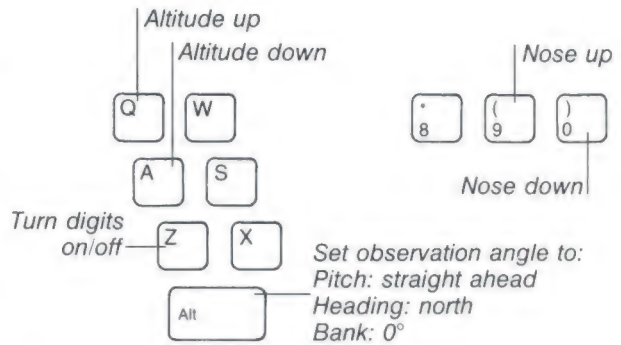 Altitude up
Altitude down
Nose up
Q W
* ( )
8 9 0
A S
Nose down
Turn digits
on/off
Z X
Set observation angle to:
Pitch: straight ahead
Heading: north
Bank: 0°
Alt